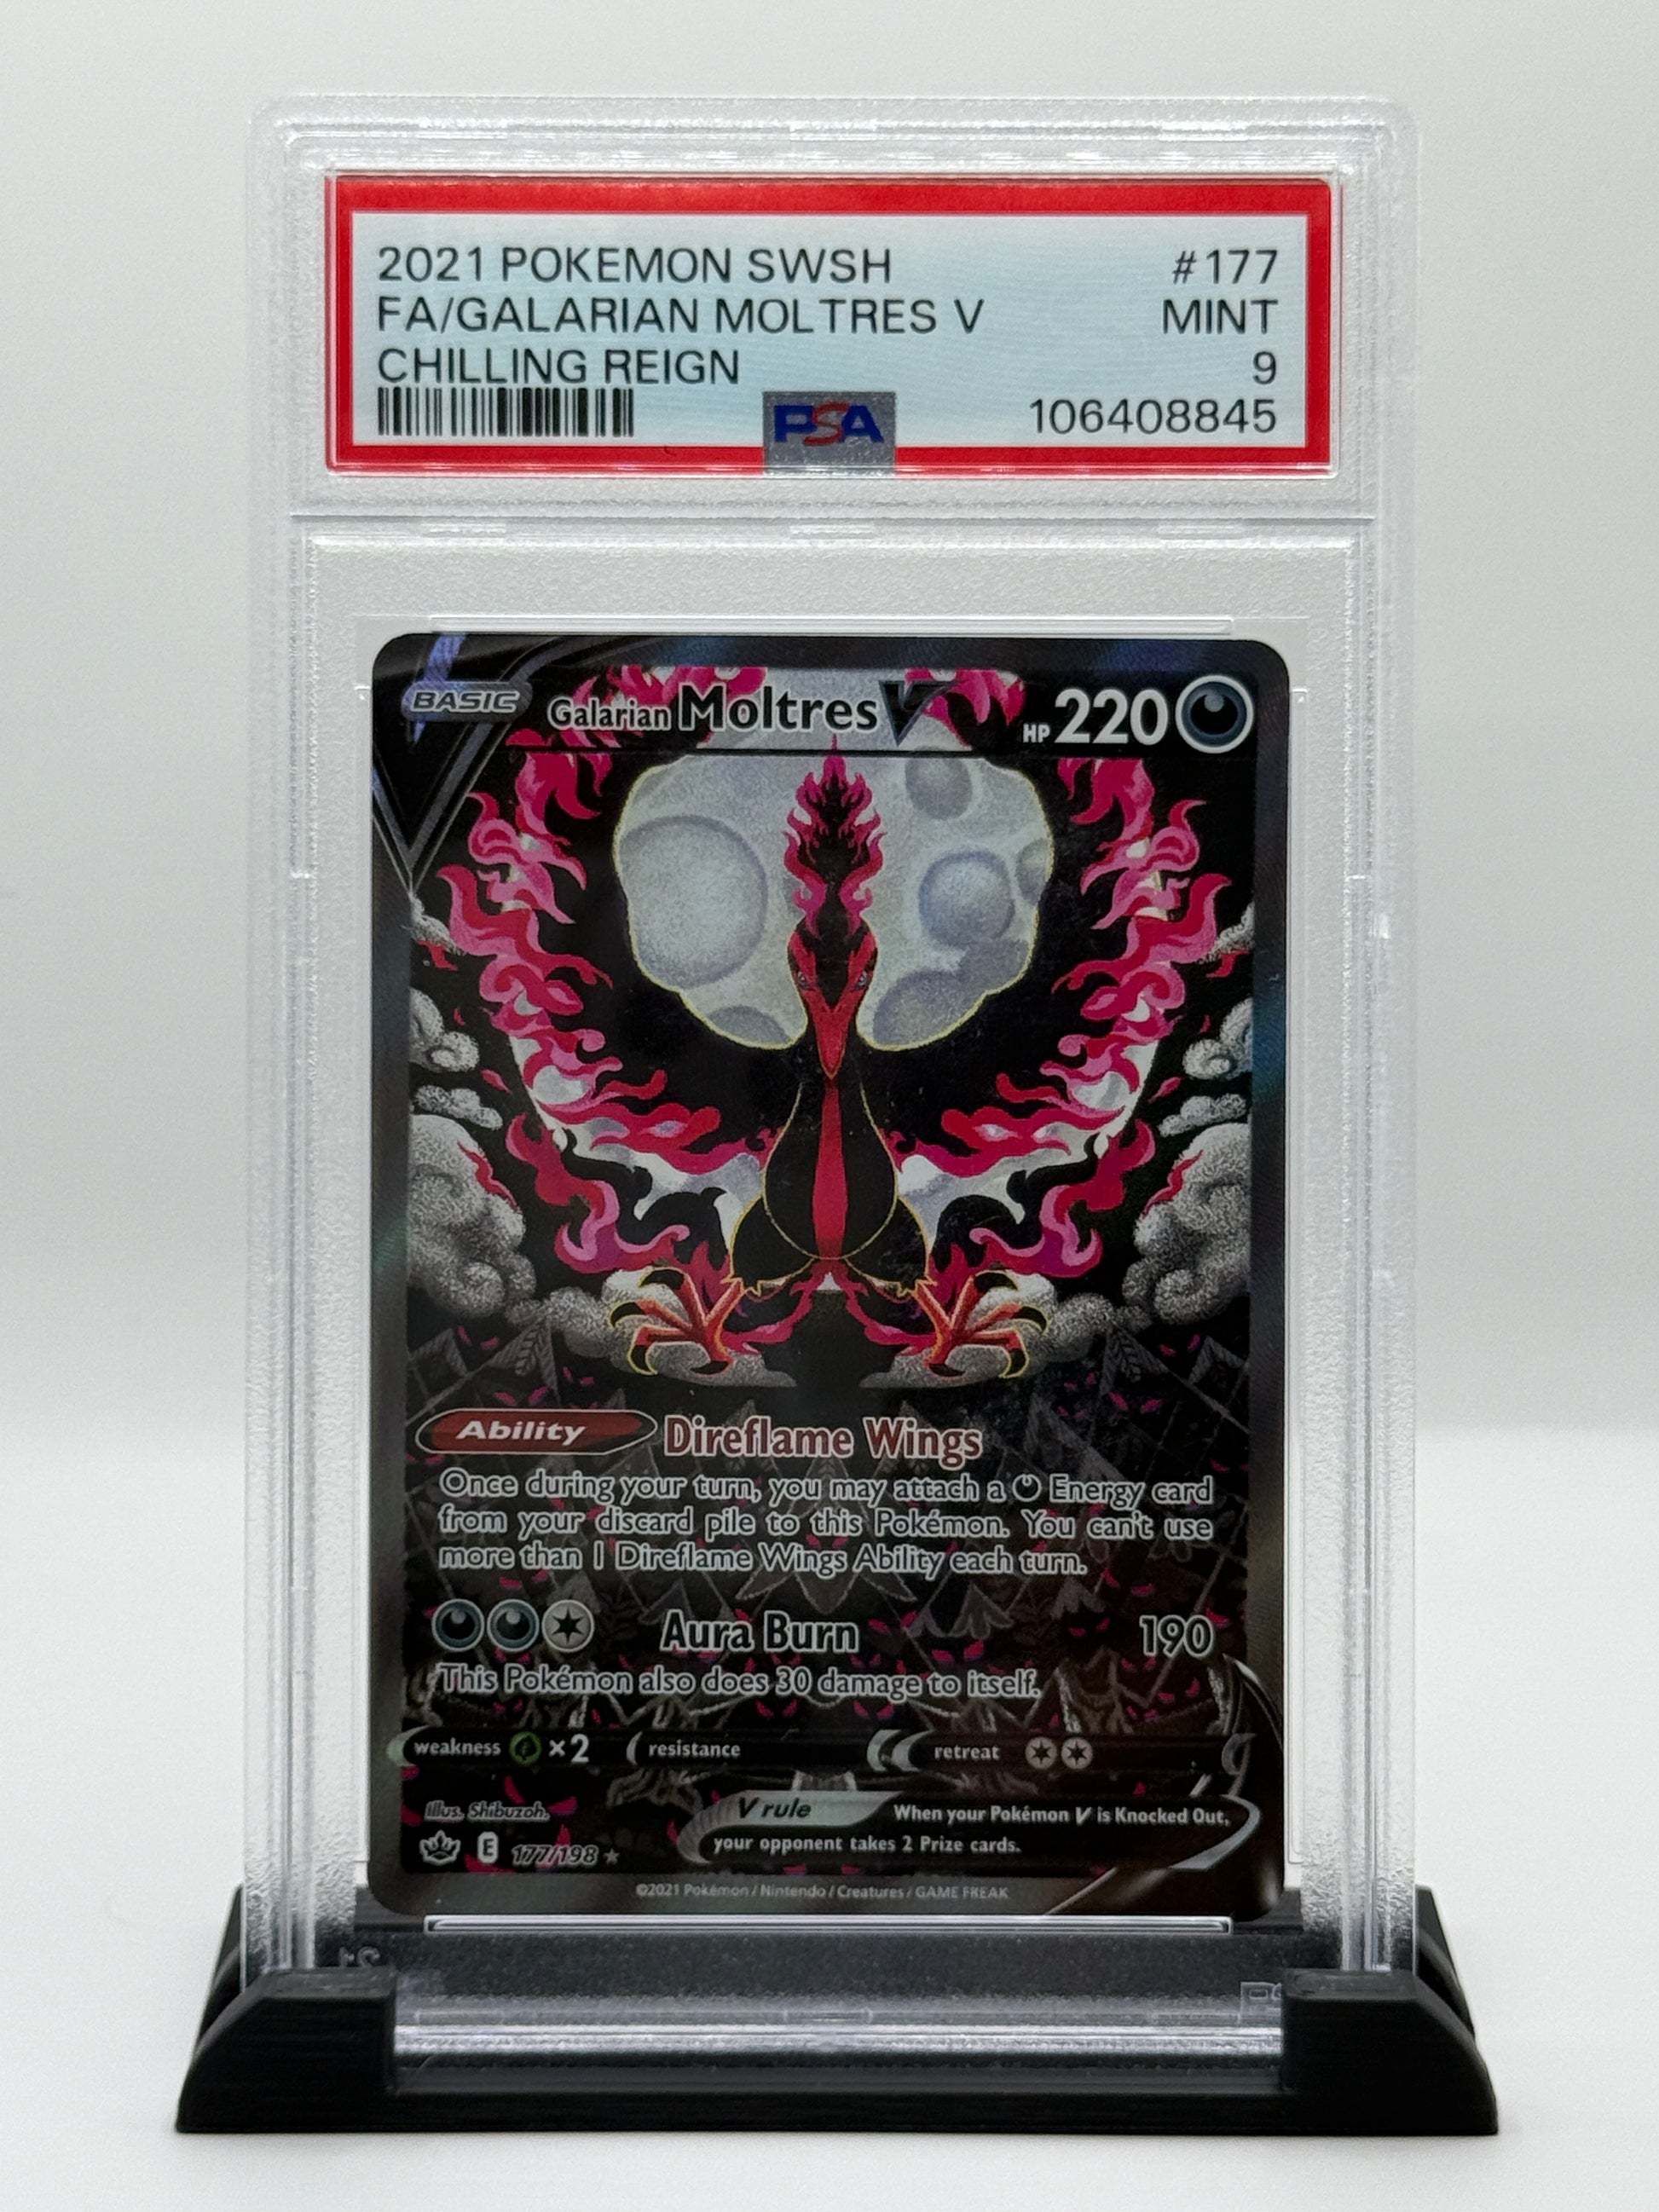 2021 POKEMON SWSH #177
FA/GALARIAN MOLTRES V MINT
CHILLING REIGN 9
PSA 106408845
BASIC Galarian Moltres V HP 220
Ability Direflame Wings
Once during your turn, you may attach a Energy card
from your discard pile to this Pokémon. You can't use
more than 1 Direflame Wings Ability each turn.
Aura Burn 190
This Pokémon also does 30 damage to itself.
weakness ×2 resistance retreat
Illus. Shibuzoh.
V rule When your Pokémon V is Knocked Out,
your opponent takes 2 Prize cards.
E 177/198
©2021 Pokémon / Nintendo / Creatures / GAME FREAK